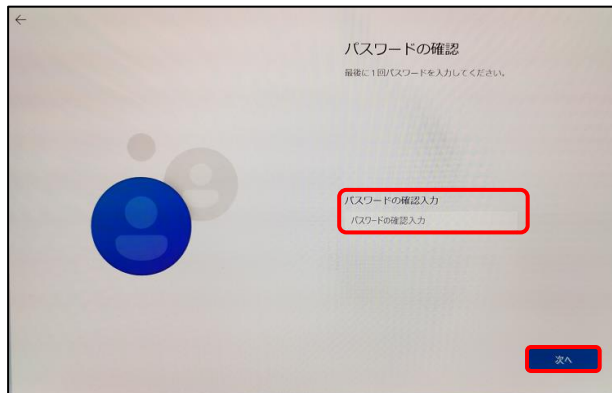 パスワードの確認
最後に1回パスワードを入力してください。
パスワードの確認入力
パスワードの確認入力
次へ